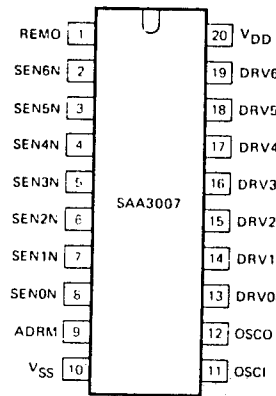 REMO 1 20 VDD
SEN6N 2 19 DRV6
SEN5N 3 18 DRV5
SEN4N 4 17 DRV4
SEN3N 5 16 DRV3
SAA3007
SEN2N 6 15 DRV2
SEN1N 7 14 DRV1
SEN0N 8 13 DRV0
ADRM 9 12 OSCO
VSS 10 11 OSCI